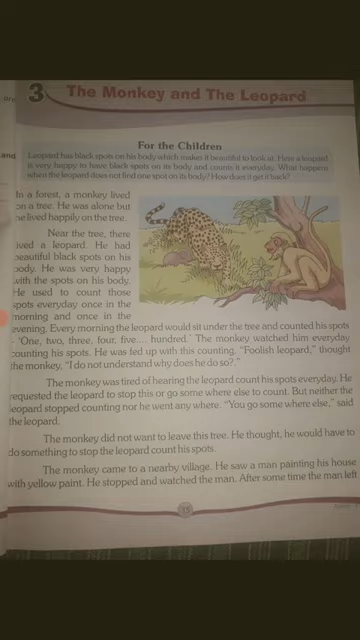 3 The Monkey and The Leopard
and
For the Children
Leopard has black spots on his body which makes it beautiful to look at. Here a leopard
is very happy to have black spots on its body and counts it everyday. What happens
when the leopard does not find one spot on its body? How does it get it back?
In a forest, a monkey lived
on a tree. He was alone but
he lived happily on the tree.
Near the tree, there
lived a leopard. He had
beautiful black spots on his
body. He was very happy
with the spots on his body.
He used to count those
spots everyday once in the
morning and once in the
evening. Every morning the leopard would sit under the tree and counted his spots
- 'One, two, three, four, five.... hundred.' The monkey watched him everyday
counting his spots. He was fed up with this counting. "Foolish leopard," thought
the monkey, "I do not understand why does he do so?."
The monkey was tired of hearing the leopard count his spots everyday. He
requested the leopard to stop this or go some where else to count. But neither the
leopard stopped counting nor he went any where. "You go some where else," said
the leopard.
The monkey did not want to leave this tree. He thought, he would have to
do something to stop the leopard count his spots.
The monkey came to a nearby village. He saw a man painting his house
with yellow paint. He stopped and watched the man. After some time the man left
15